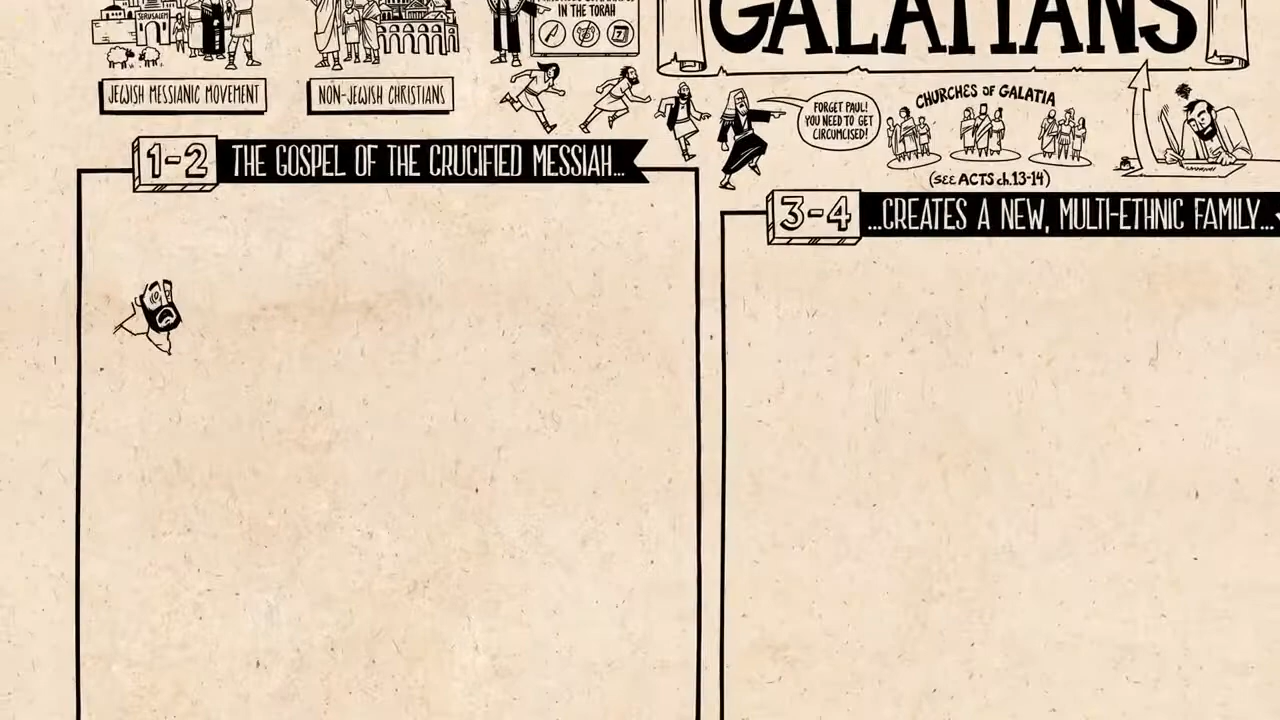 GALATIANS
JERUSALEM
IN THE TORAH
JEWISH MESSIANIC MOVEMENT
NON-JEWISH CHRISTIANS
FORGET PAUL!
YOU NEED TO GET
CIRCUMCISED!
CHURCHES OF GALATIA
(SEE ACTS ch.13-14)
1-2 THE GOSPEL OF THE CRUCIFIED MESSIAH...
3-4 ...CREATES A NEW, MULTI-ETHNIC FAMILY...